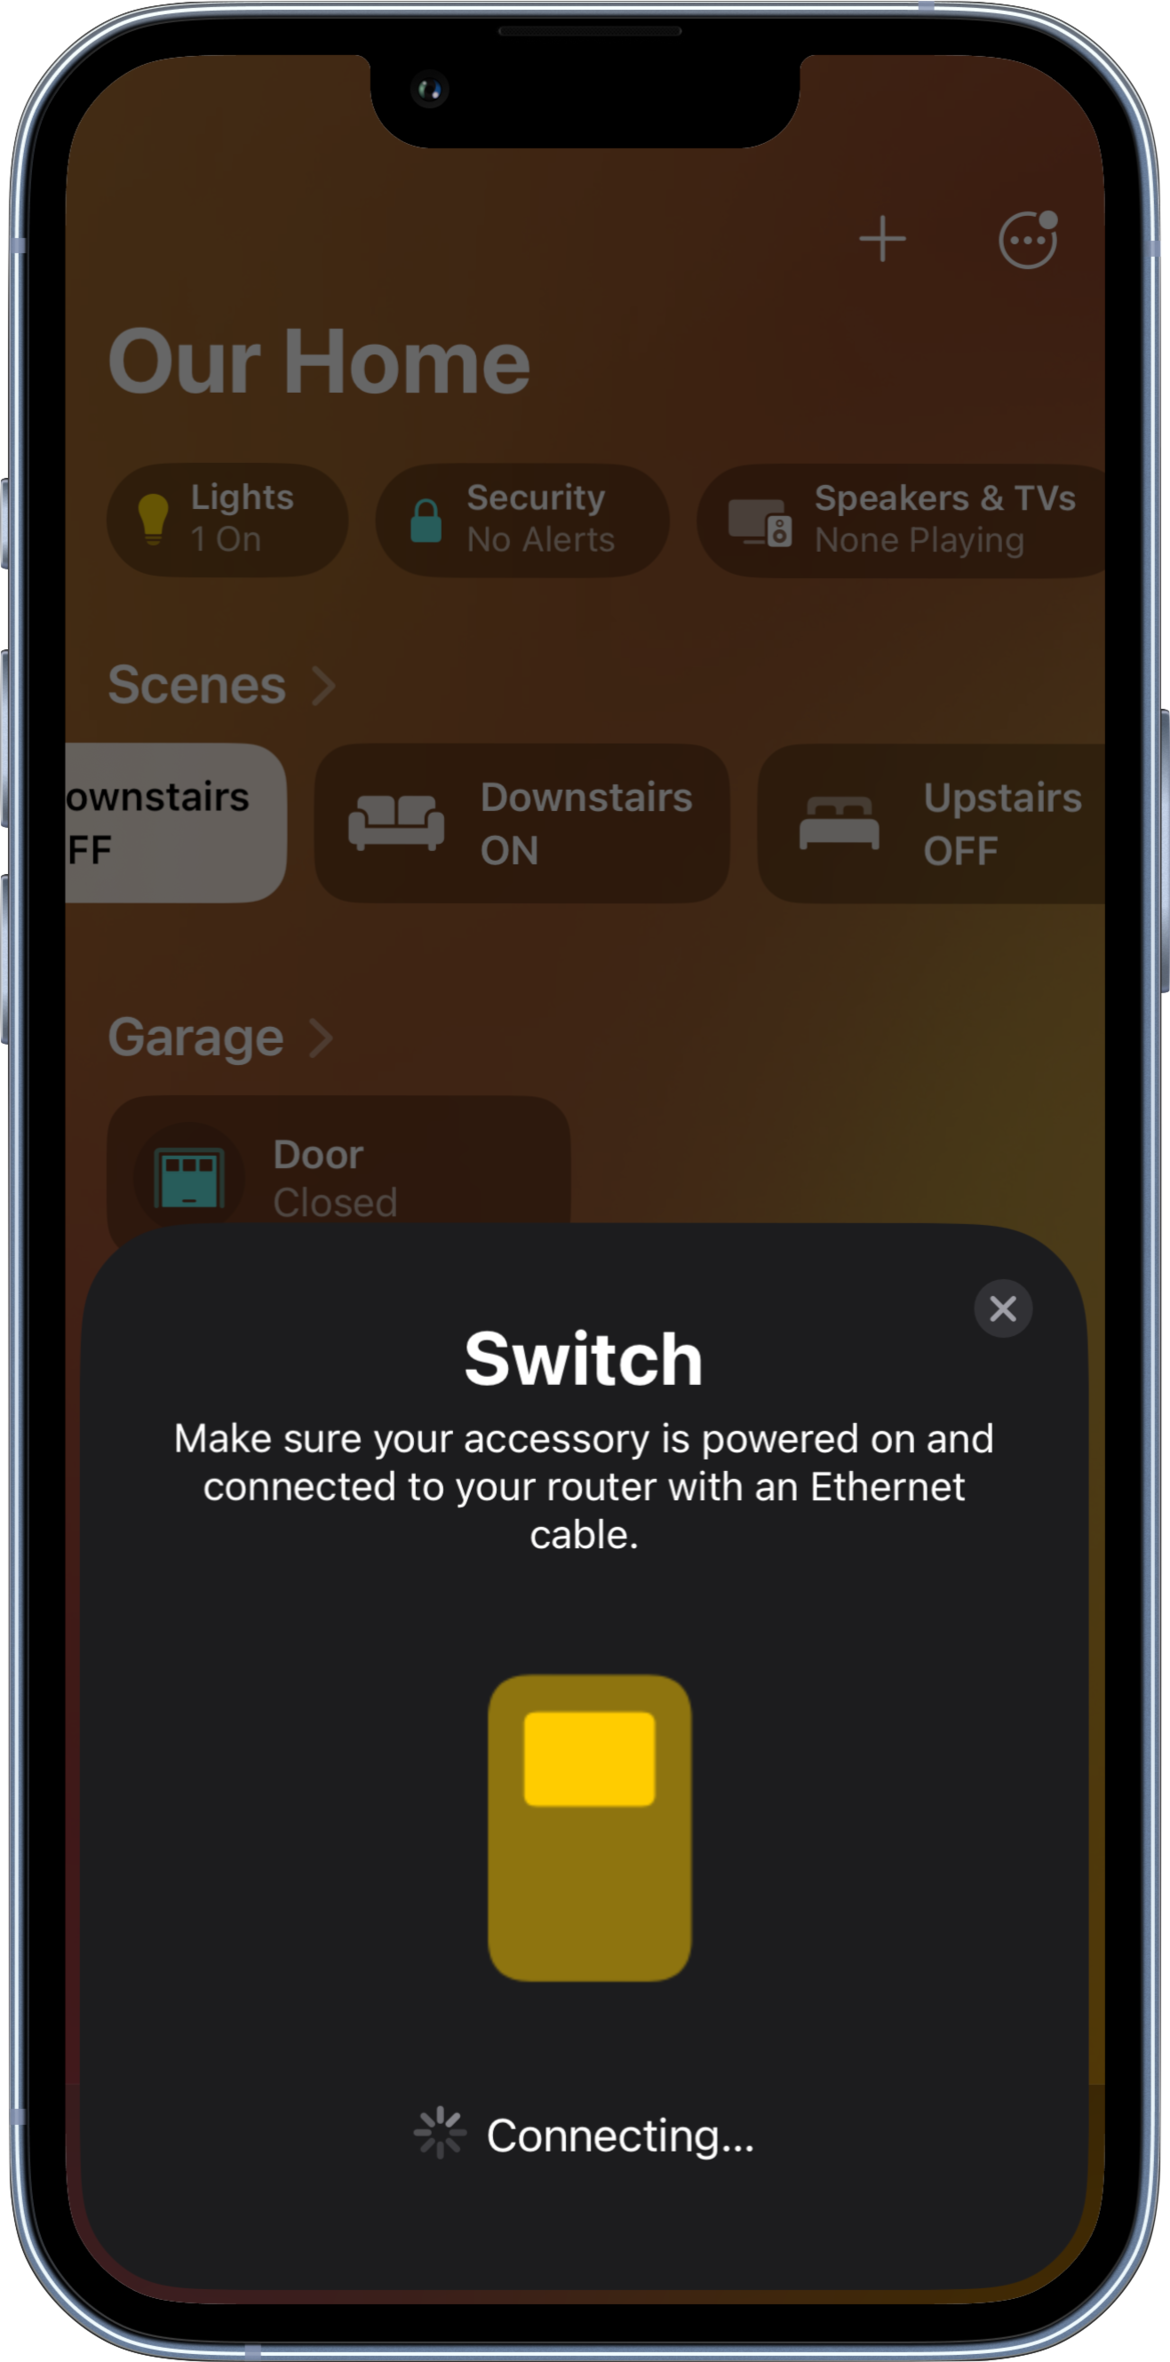 Our Home
Lights
1 On
Security
No Alerts
Speakers & TVs
None Playing
Scenes
ownstairs
FF
Downstairs
ON
Upstairs
OFF
Garage
Door
Closed
Switch
Make sure your accessory is powered on and
connected to your router with an Ethernet
cable.
Connecting...